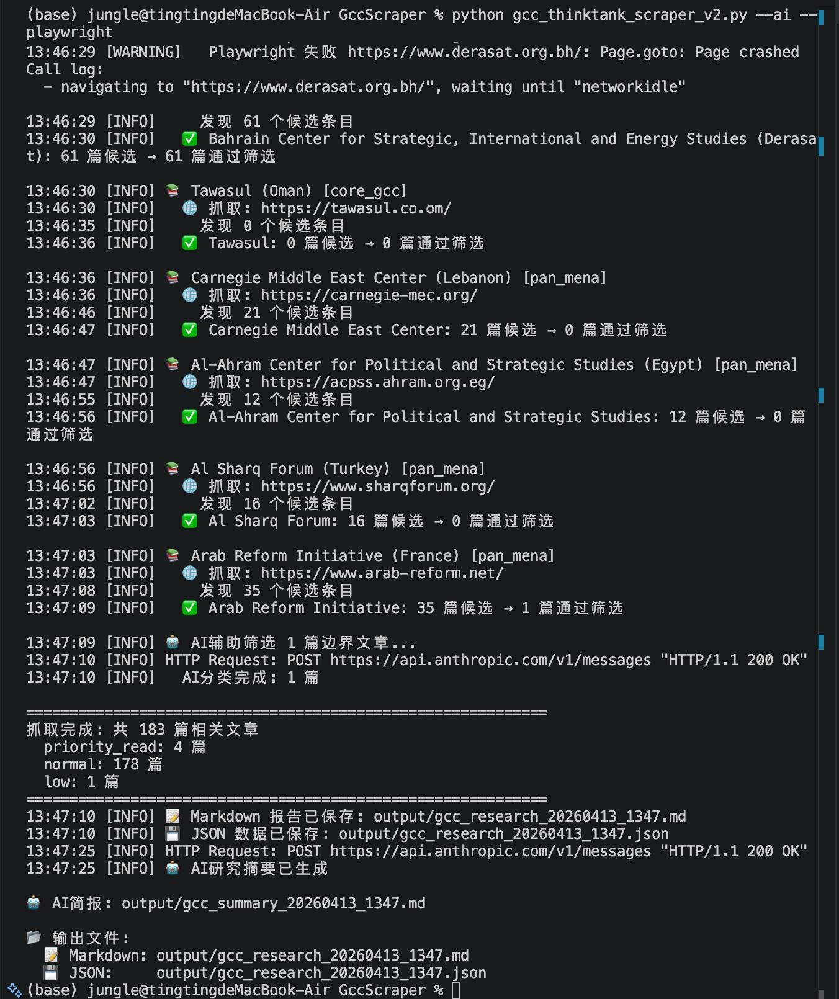 (base) jungle@tingtingdeMacBook-Air GccScraper % python gcc_thinktank_scraper_v2.py --ai --
playwright
13:46:29 [WARNING]   Playwright 失败 https://www.derasat.org.bh/: Page.goto: Page crashed
Call log:
  - navigating to "https://www.derasat.org.bh/", waiting until "networkidle"

13:46:29 [INFO]     发现 61 个候选条目
13:46:30 [INFO]   ✅ Bahrain Center for Strategic, International and Energy Studies (Derasa
t): 61 篇候选 → 61 篇通过筛选

13:46:30 [INFO] 📚 Tawasul (Oman) [core_gcc]
13:46:30 [INFO]   🌐 抓取: https://tawasul.co.om/
13:46:35 [INFO]     发现 0 个候选条目
13:46:36 [INFO]   ✅ Tawasul: 0 篇候选 → 0 篇通过筛选

13:46:36 [INFO] 📚 Carnegie Middle East Center (Lebanon) [pan_mena]
13:46:36 [INFO]   🌐 抓取: https://carnegie-mec.org/
13:46:46 [INFO]     发现 21 个候选条目
13:46:47 [INFO]   ✅ Carnegie Middle East Center: 21 篇候选 → 0 篇通过筛选

13:46:47 [INFO] 📚 Al-Ahram Center for Political and Strategic Studies (Egypt) [pan_mena]
13:46:47 [INFO]   🌐 抓取: https://acpss.ahram.org.eg/
13:46:55 [INFO]     发现 12 个候选条目
13:46:56 [INFO]   ✅ Al-Ahram Center for Political and Strategic Studies: 12 篇候选 → 0 篇
通过筛选

13:46:56 [INFO] 📚 Al Sharq Forum (Turkey) [pan_mena]
13:46:56 [INFO]   🌐 抓取: https://www.sharqforum.org/
13:47:02 [INFO]     发现 16 个候选条目
13:47:03 [INFO]   ✅ Al Sharq Forum: 16 篇候选 → 0 篇通过筛选

13:47:03 [INFO] 📚 Arab Reform Initiative (France) [pan_mena]
13:47:03 [INFO]   🌐 抓取: https://www.arab-reform.net/
13:47:08 [INFO]     发现 35 个候选条目
13:47:09 [INFO]   ✅ Arab Reform Initiative: 35 篇候选 → 1 篇通过筛选

13:47:09 [INFO] 🤖 AI辅助筛选 1 篇边界文章...
13:47:10 [INFO] HTTP Request: POST https://api.anthropic.com/v1/messages "HTTP/1.1 200 OK"
13:47:10 [INFO]   AI分类完成: 1 篇

============================================================
抓取完成: 共 183 篇相关文章
  priority_read: 4 篇
  normal: 178 篇
  low: 1 篇
============================================================
13:47:10 [INFO] 📝 Markdown 报告已保存: output/gcc_research_20260413_1347.md
13:47:10 [INFO] 💾 JSON 数据已保存: output/gcc_research_20260413_1347.json
13:47:25 [INFO] HTTP Request: POST https://api.anthropic.com/v1/messages "HTTP/1.1 200 OK"
13:47:25 [INFO] 🤖 AI研究摘要已生成

🤖 AI简报: output/gcc_summary_20260413_1347.md

📂 输出文件:
  📝 Markdown: output/gcc_research_20260413_1347.md
  💾 JSON:     output/gcc_research_20260413_1347.json
(base) jungle@tingtingdeMacBook-Air GccScraper %